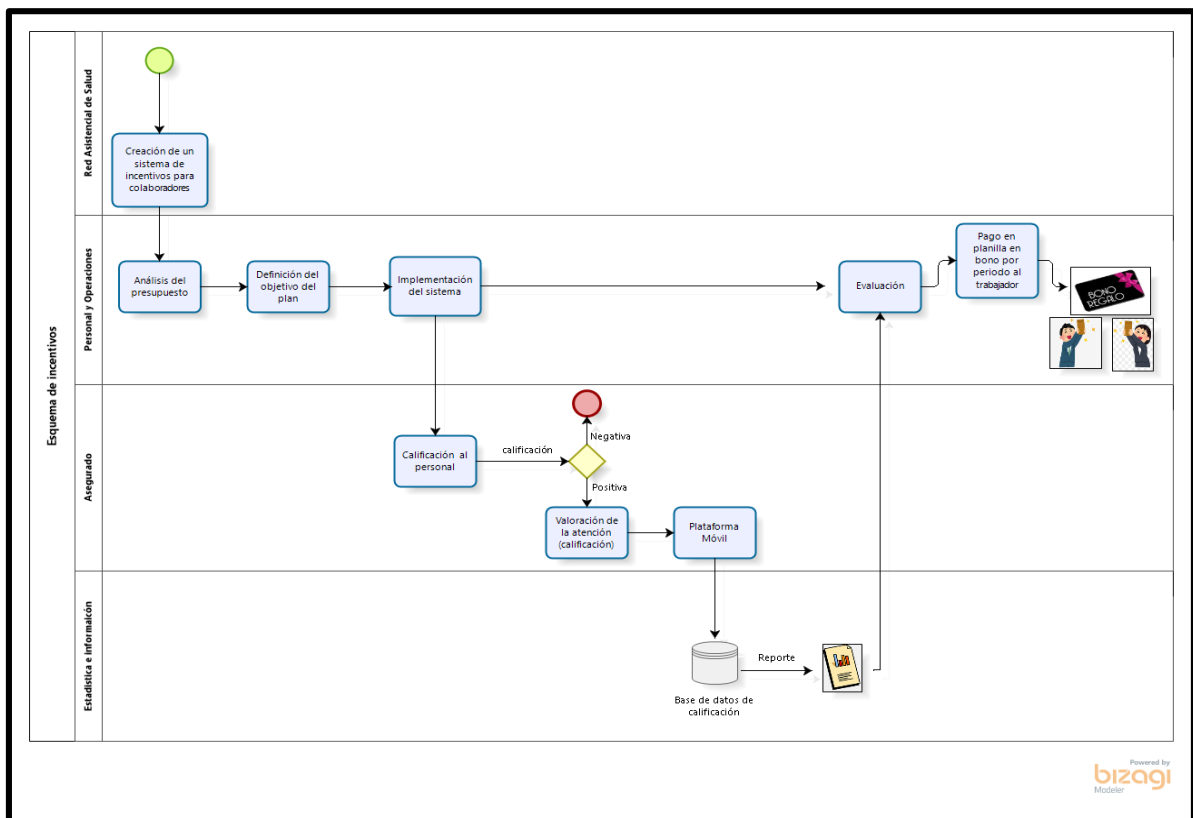 Esquema de incentivos
Red Asistencial de Salud
Creación de un
sistema de
incentivos para
colaboradores
Personal y Operaciones
Análisis del
presupuesto
Definición del
objetivo del
plan
Implementación
del sistema
Evaluación
Pago en
planilla en
bono por
periodo al
trabajador
BONO
REGALO
Asegurado
Calificación al
personal
calificación
Negativa
Positiva
Valoración de
la atención
(calificación)
Plataforma
Móvil
Estadística e informaicón
Base de datos de
calificación
Reporte
Powered by
bizagi
Modeler